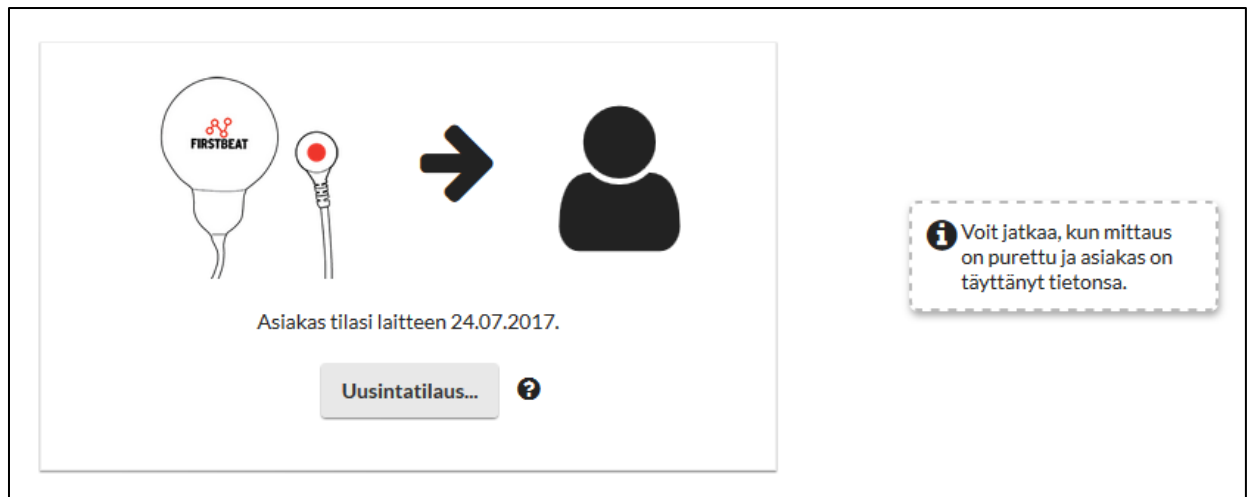 FIRSTBEAT
Asiakas tilasi laitteen 24.07.2017.
Uusintatilaus...
Voit jatkaa, kun mittaus
on purettu ja asiakas on
täyttänyt tietonsa.